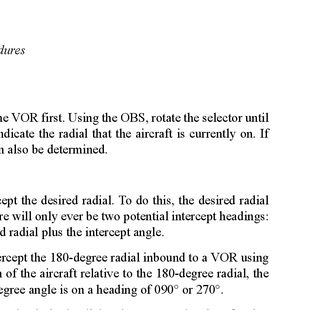 dures
he VOR first. Using the OBS, rotate the selector until
ndicate the radial that the aircraft is currently on. If
n also be determined.
cept the desired radial. To do this, the desired radial
re will only ever be two potential intercept headings:
d radial plus the intercept angle.
ercept the 180-degree radial inbound to a VOR using
n of the aircraft relative to the 180-degree radial, the
egree angle is on a heading of 090° or 270°.